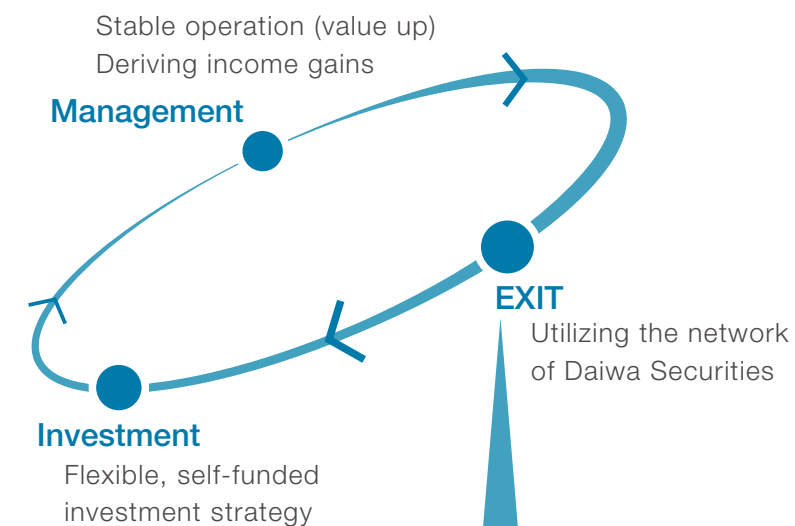 Stable operation (value up)
Deriving income gains
Management
EXIT
Utilizing the network
of Daiwa Securities
Investment
Flexible, self-funded
investment strategy